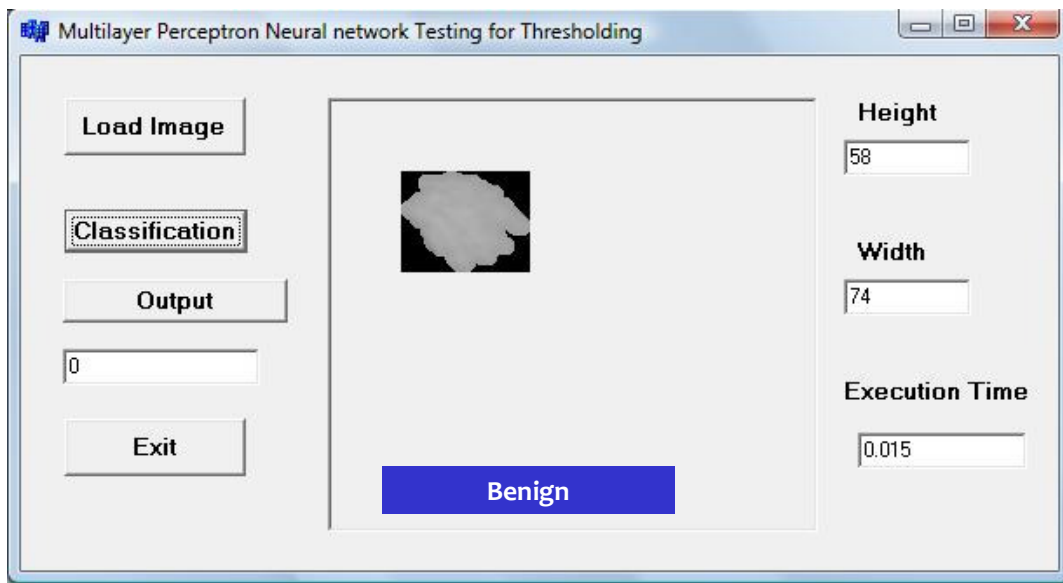 Multilayer Perceptron Neural network Testing for Thresholding
Load Image
Classification
Output
0
Exit
Benign
Height
58
Width
74
Execution Time
0.015